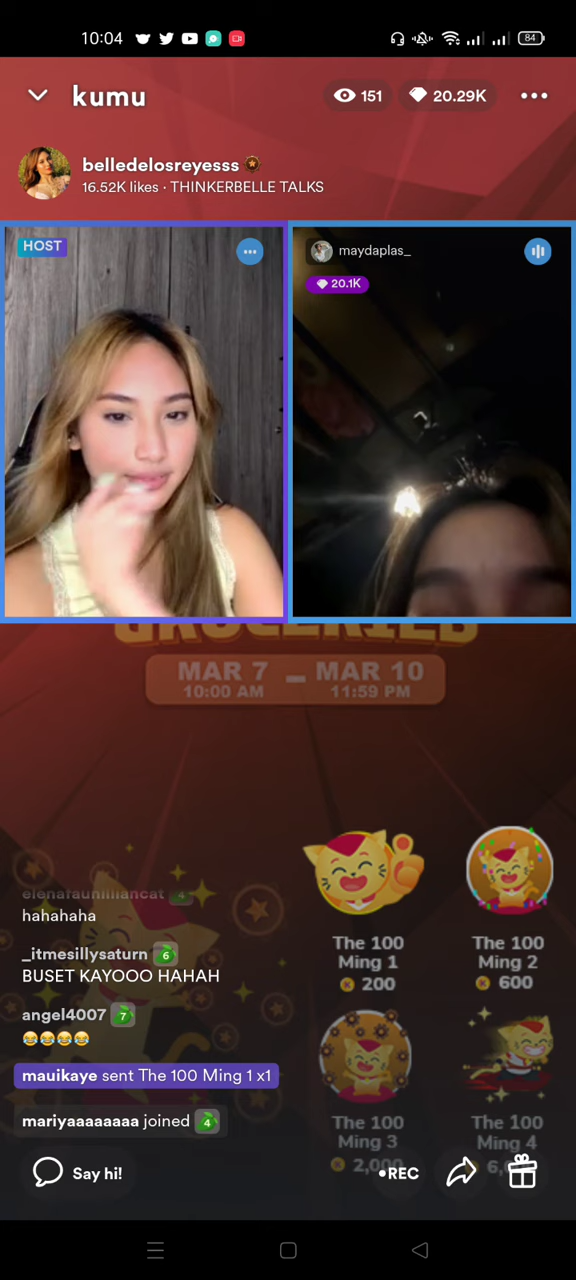 10:04
84
kumu
151
20.29K
belledelosreyesss
16.52K likes · THINKERBELLE TALKS
HOST
maydaplas_
20.1K
GROCERIES
MAR 7 – MAR 10
10:00 AM 11:59 PM
elenafaunilliancat 4
hahahaha
_itmesillysaturn 6
BUSET KAYOOO HAHAH
angel4007 7
😂😂😂😂
mauikaye sent The 100 Ming 1 x1
mariyaaaaaaaa joined 4
The 100
Ming 1
200
The 100
Ming 2
600
The 100
Ming 3
2,000
The 100
Ming 4
Say hi!
•REC